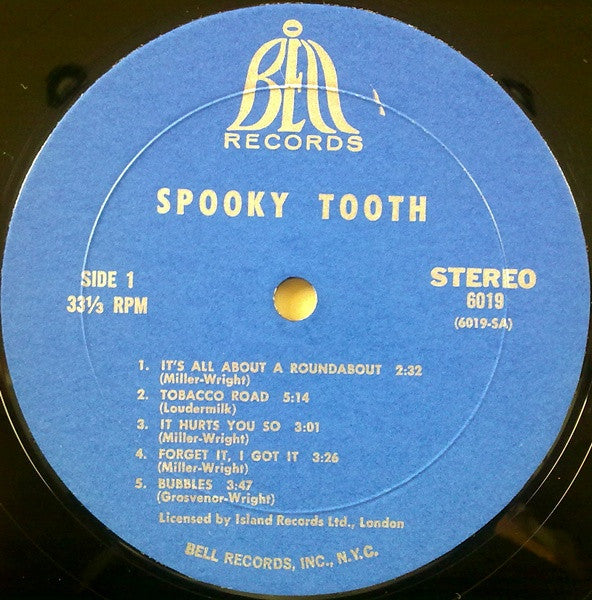 BELL
RECORDS
SPOOKY TOOTH
SIDE 1
33⅓ RPM
STEREO
6019
(6019-SA)
1. IT'S ALL ABOUT A ROUNDABOUT 2:32
(Miller-Wright)
2. TOBACCO ROAD 5:14
(Loudermilk)
3. IT HURTS YOU SO 3:01
(Miller-Wright)
4. FORGET IT, I GOT IT 3:26
(Miller-Wright)
5. BUBBLES 3:47
(Grosvenor-Wright)
Licensed by Island Records Ltd., London
BELL RECORDS, INC., N.Y.C.